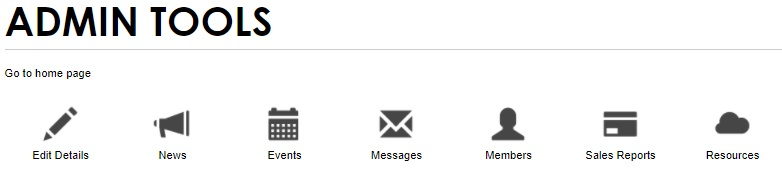 ADMIN TOOLS
Go to home page
Edit Details News Events Messages Members Sales Reports Resources